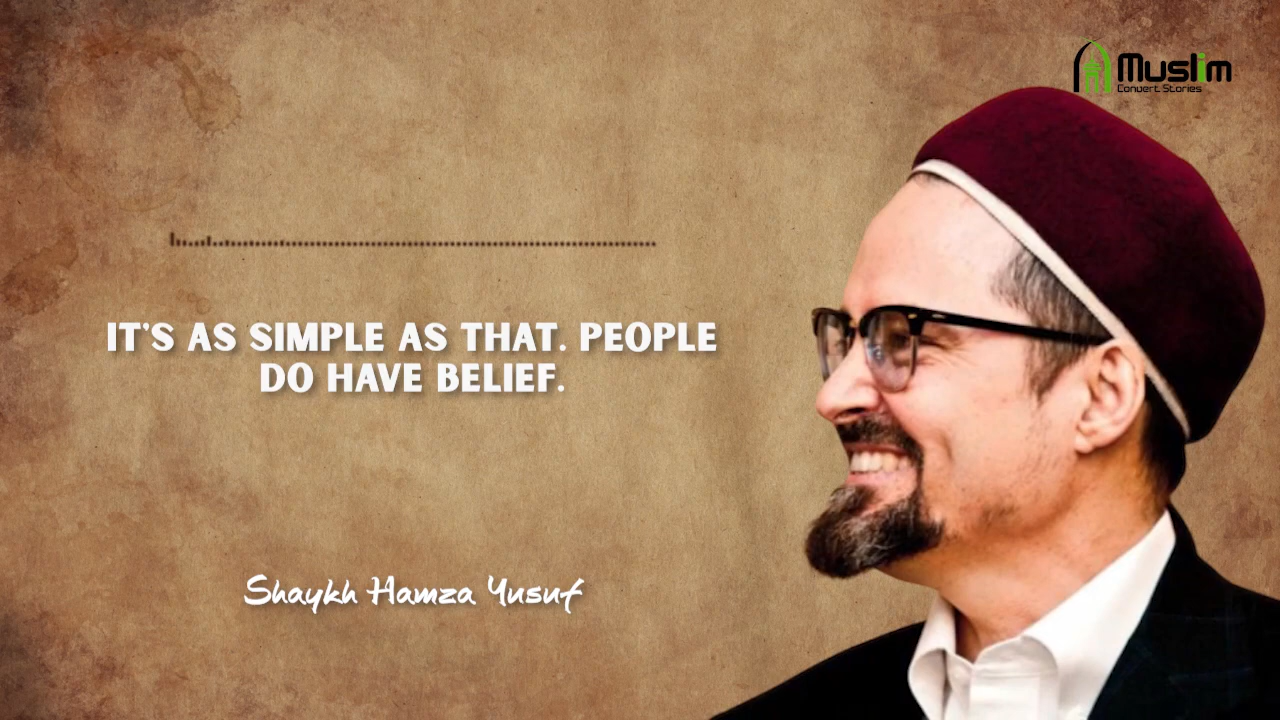 Muslim
Convert Stories
IT'S AS SIMPLE AS THAT. PEOPLE
DO HAVE BELIEF.
Shaykh Hamza Yusuf